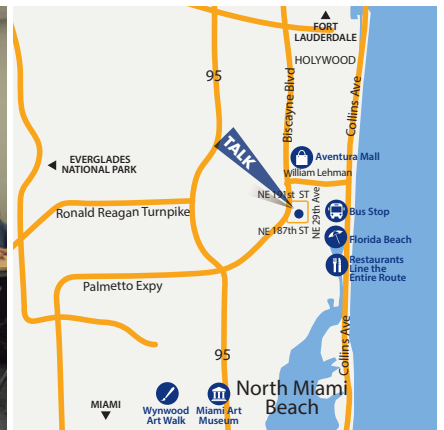 FORT
LAUDERDALE
HOLYWOOD
95
Biscayne Blvd
Collins Ave
TALK
Aventura Mall
William Lehman
EVERGLADES
NATIONAL PARK
NE 191st ST
NE 29th Ave
Bus Stop
Ronald Reagan Turnpike
NE 187th ST
Florida Beach
Restaurants
Line the
Entire Route
Palmetto Expy
Collins Ave
95
North Miami
Beach
MIAMI
Wynwood
Art Walk
Miami Art
Museum